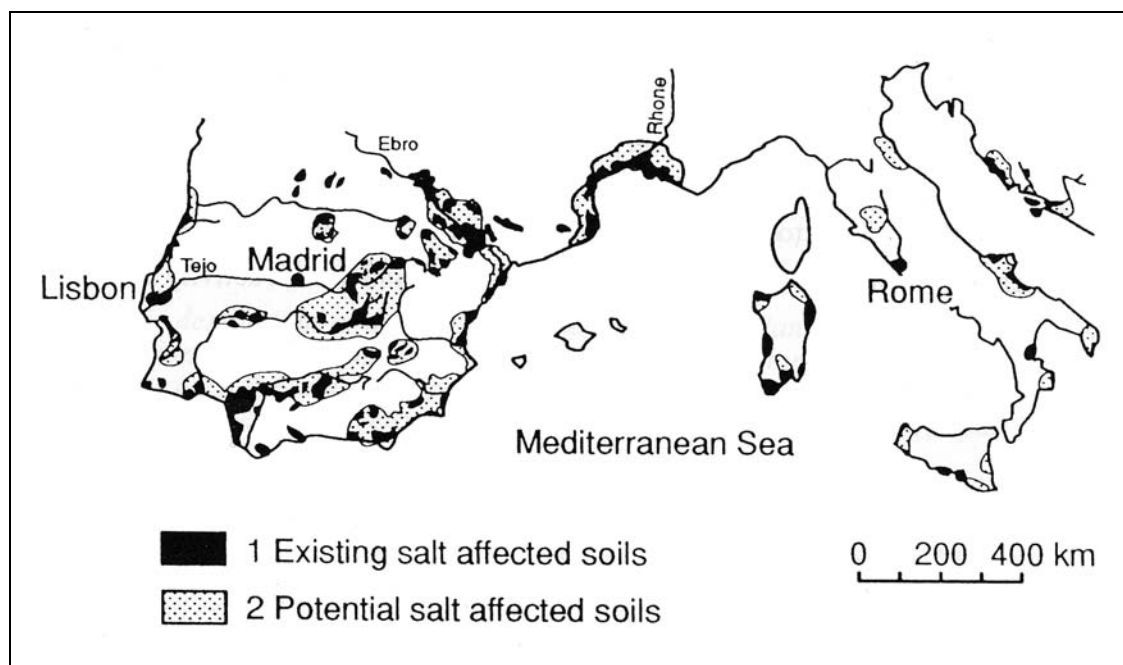 Ebro
Rhone
Tejo
Madrid
Lisbon
Rome
Mediterranean Sea
1 Existing salt affected soils
2 Potential salt affected soils
0 200 400 km